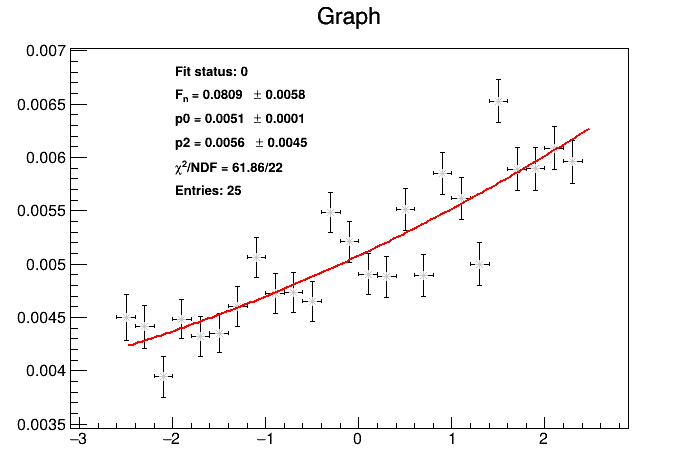 Graph
0.007
0.0065
0.006
0.0055
0.005
0.0045
0.004
0.0035
Fit status: 0
Fn = 0.0809 ± 0.0058
p0 = 0.0051 ± 0.0001
p2 = 0.0056 ± 0.0045
χ²/NDF = 61.86/22
Entries: 25
−3 −2 −1 0 1 2